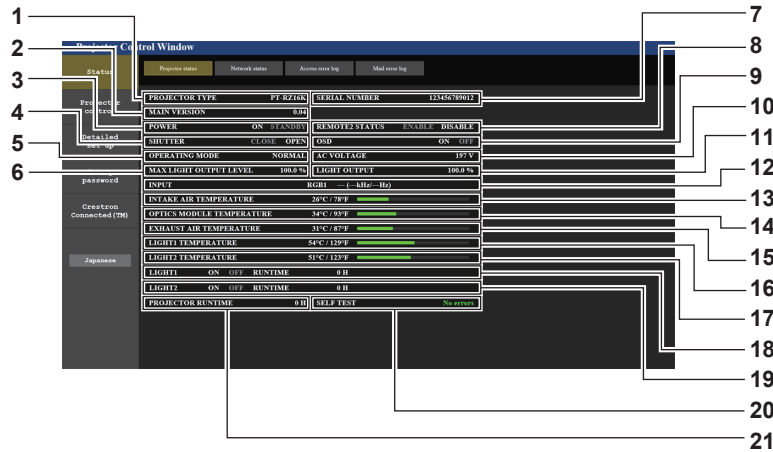 1
2
3
4
5
6
7
8
9
10
11
12
13
14
15
16
17
18
19
20
21
Projector Control Window
Status
Projector control
Detailed set up
password
Crestron Connected(TM)
Japanese
Projector status Network status Access error log Mail error log
PROJECTOR TYPE PT-RZ16K SERIAL NUMBER 123456789012
MAIN VERSION 0.04
POWER ON STANDBY REMOTE2 STATUS ENABLE DISABLE
SHUTTER CLOSE OPEN OSD ON OFF
OPERATING MODE NORMAL AC VOLTAGE 197 V
MAX LIGHT OUTPUT LEVEL 100.0 % LIGHT OUTPUT 100.0 %
INPUT RGB1 --- (---kHz/---Hz)
INTAKE AIR TEMPERATURE 26°C / 78°F
OPTICS MODULE TEMPERATURE 34°C / 93°F
EXHAUST AIR TEMPERATURE 31°C / 87°F
LIGHT1 TEMPERATURE 54°C / 129°F
LIGHT2 TEMPERATURE 51°C / 123°F
LIGHT1 ON OFF RUNTIME 0 H
LIGHT2 ON OFF RUNTIME 0 H
PROJECTOR RUNTIME 0 H SELF TEST No errors